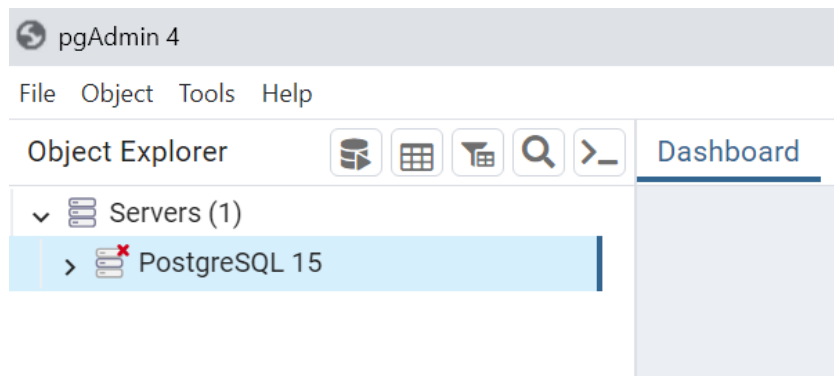 pgAdmin 4
File Object Tools Help
Object Explorer Dashboard
Servers (1)
PostgreSQL 15